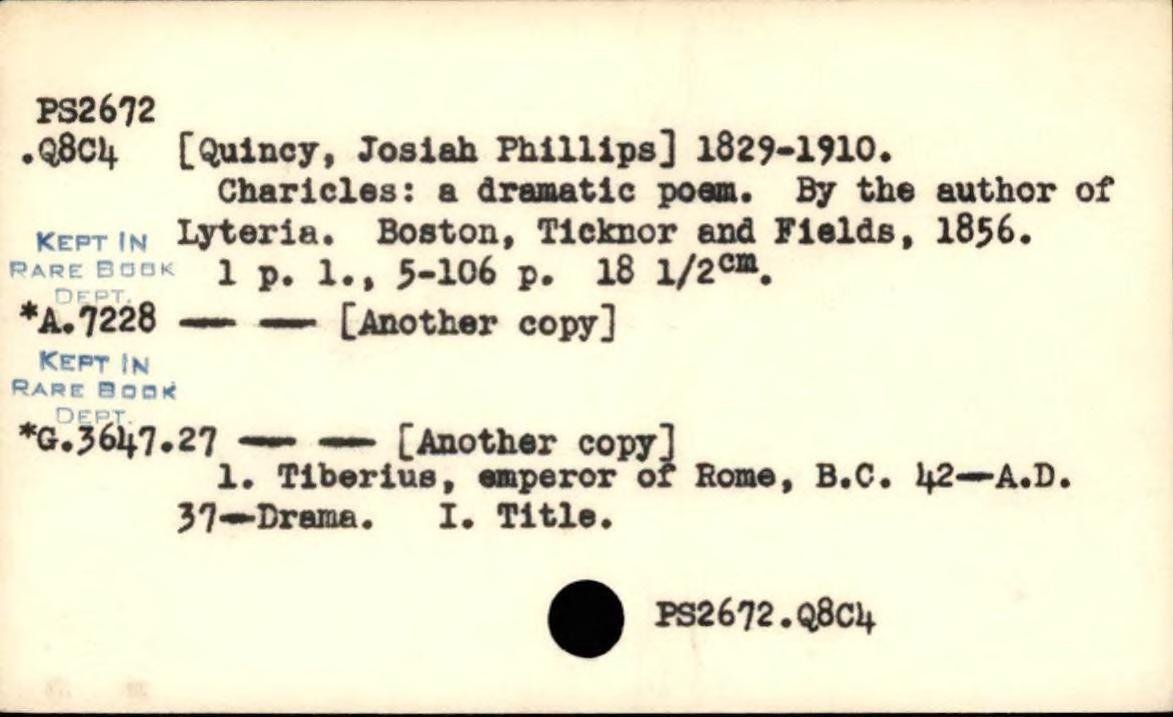 PS2672
.Q8C4 [Quincy, Josiah Phillips] 1829-1910.
Charicles: a dramatic poem. By the author of
Lyteria. Boston, Ticknor and Fields, 1856.
1 p. l., 5-106 p. 18 1/2cm.
KEPT IN
RARE BOOK
DEPT.
*A.7228 — — [Another copy]
KEPT IN
RARE BOOK
DEPT.
*G.3647.27 — — [Another copy]
1. Tiberius, emperor of Rome, B.C. 42—A.D.
37—Drama. I. Title.
PS2672.Q8C4